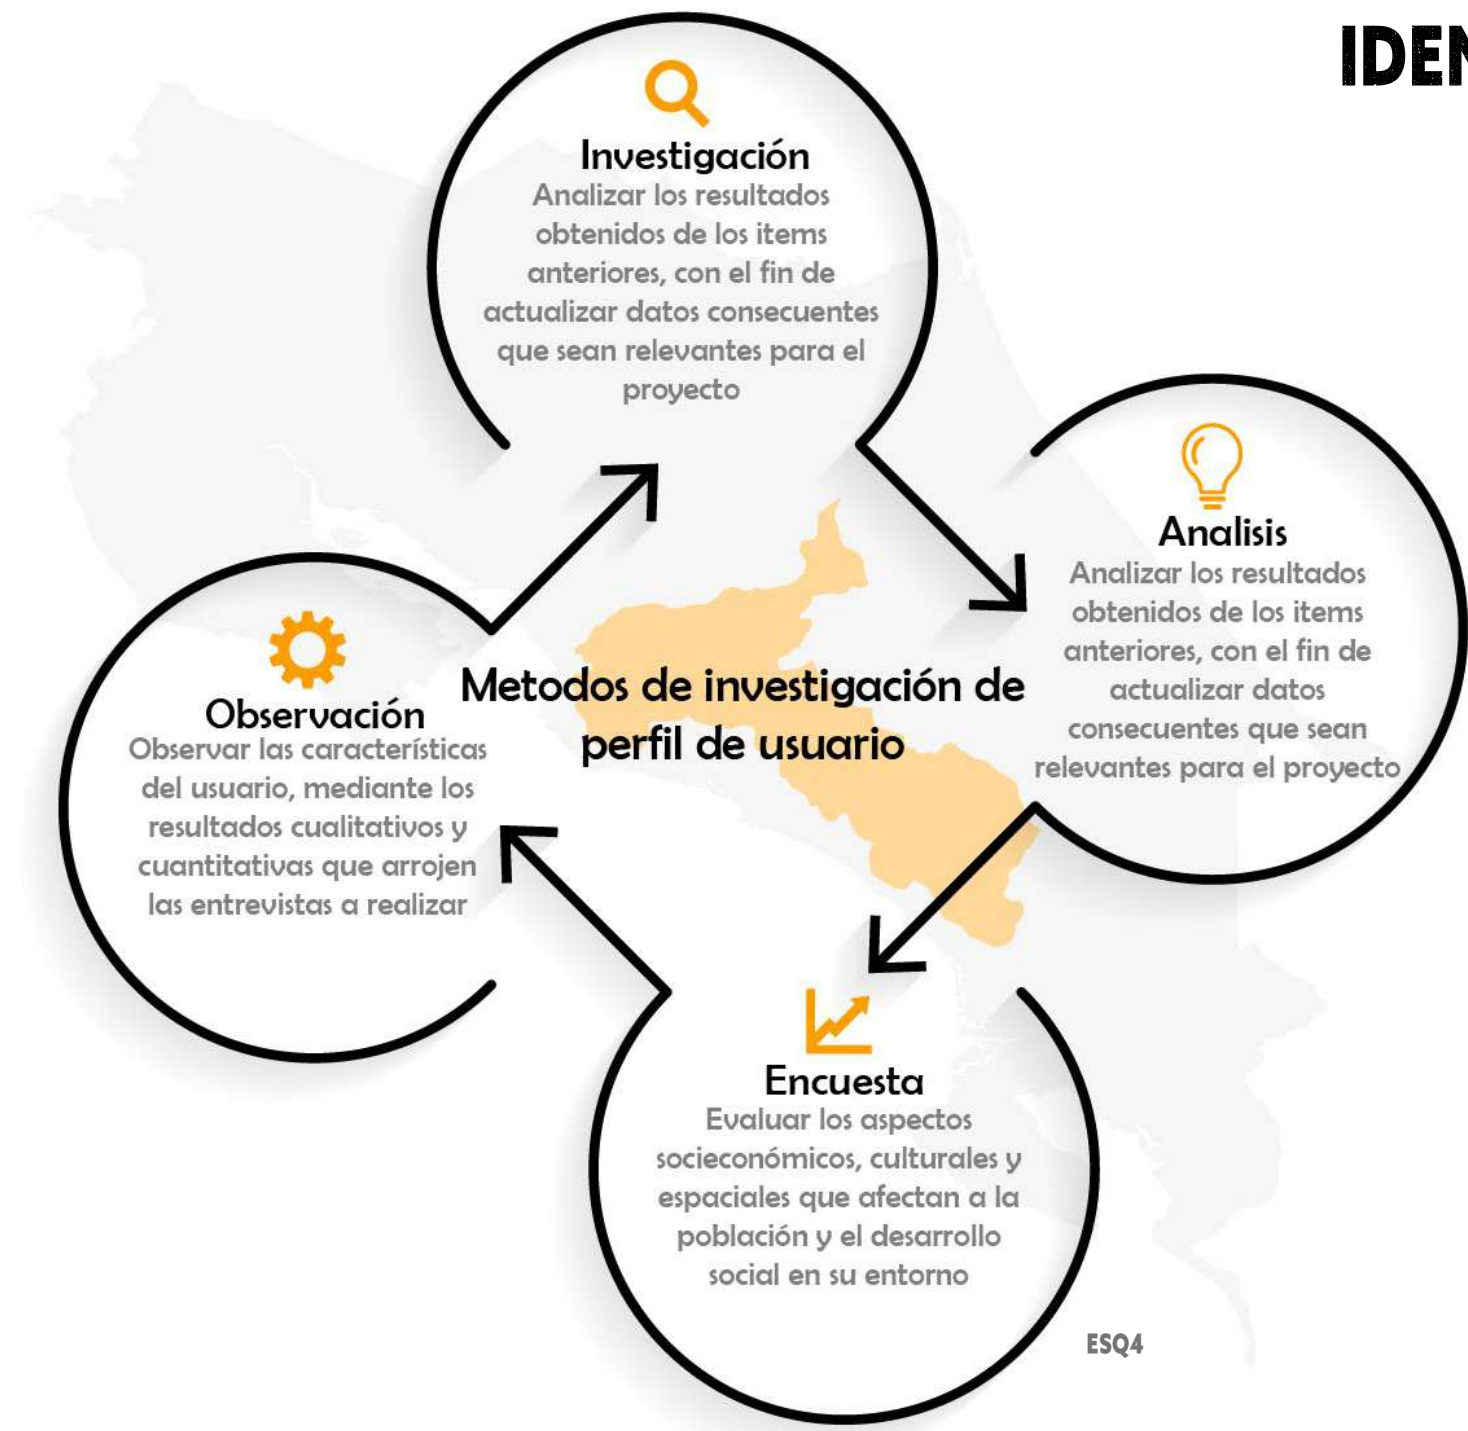 IDEN
Investigación
Analizar los resultados
obtenidos de los items
anteriores, con el fin de
actualizar datos consecuentes
que sean relevantes para el
proyecto
Analisis
Analizar los resultados
obtenidos de los items
anteriores, con el fin de
actualizar datos
consecuentes que sean
relevantes para el proyecto
Metodos de investigación de
perfil de usuario
Observación
Observar las características
del usuario, mediante los
resultados cualitativos y
cuantitativas que arrojen
las entrevistas a realizar
Encuesta
Evaluar los aspectos
socieconómicos, culturales y
espaciales que afectan a la
población y el desarrollo
social en su entorno
ESQ4